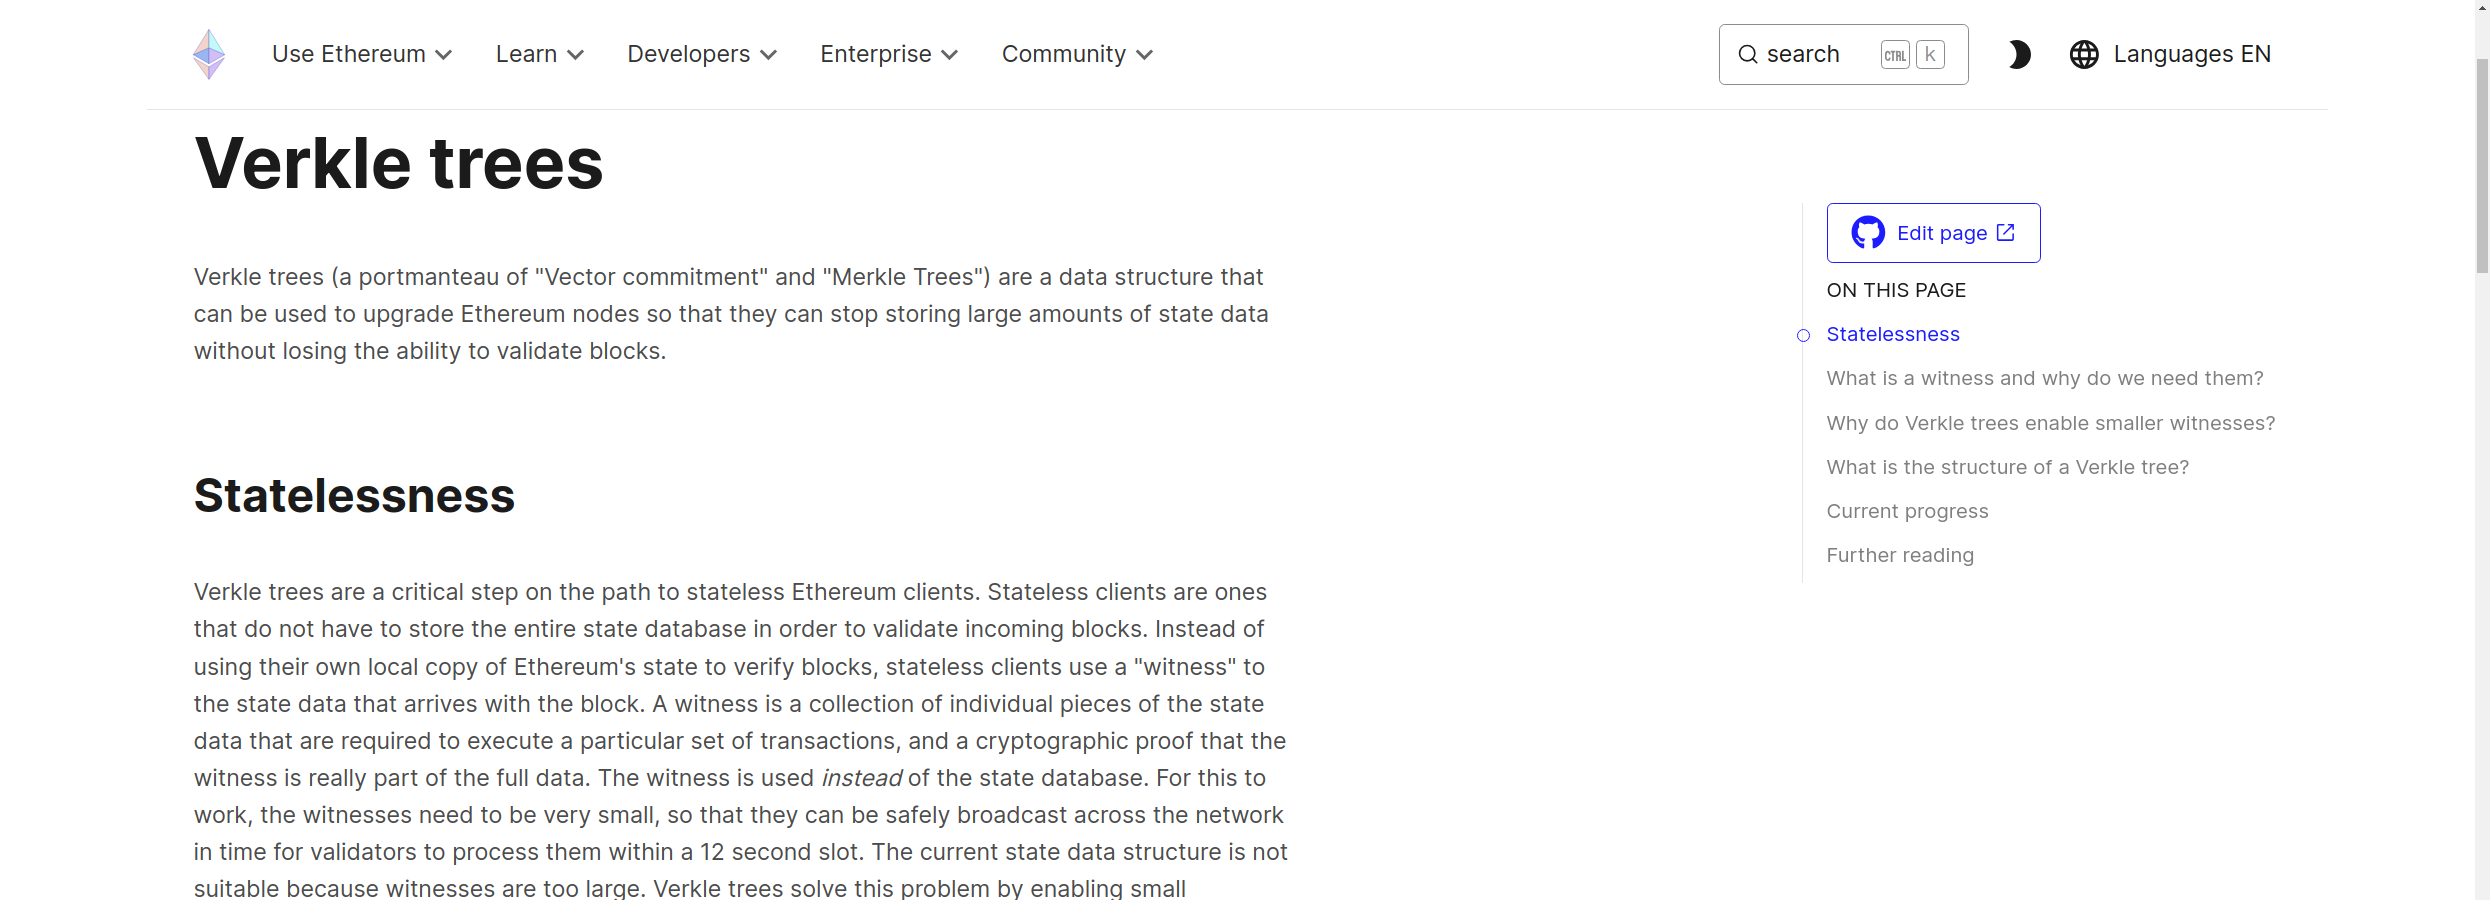 Use Ethereum Learn Developers Enterprise Community search CTRL k Languages EN
Verkle trees
Verkle trees (a portmanteau of "Vector commitment" and "Merkle Trees") are a data structure that
can be used to upgrade Ethereum nodes so that they can stop storing large amounts of state data
without losing the ability to validate blocks.
Statelessness
Verkle trees are a critical step on the path to stateless Ethereum clients. Stateless clients are ones
that do not have to store the entire state database in order to validate incoming blocks. Instead of
using their own local copy of Ethereum's state to verify blocks, stateless clients use a "witness" to
the state data that arrives with the block. A witness is a collection of individual pieces of the state
data that are required to execute a particular set of transactions, and a cryptographic proof that the
witness is really part of the full data. The witness is used instead of the state database. For this to
work, the witnesses need to be very small, so that they can be safely broadcast across the network
in time for validators to process them within a 12 second slot. The current state data structure is not
suitable because witnesses are too large. Verkle trees solve this problem by enabling small
Edit page
ON THIS PAGE
Statelessness
What is a witness and why do we need them?
Why do Verkle trees enable smaller witnesses?
What is the structure of a Verkle tree?
Current progress
Further reading